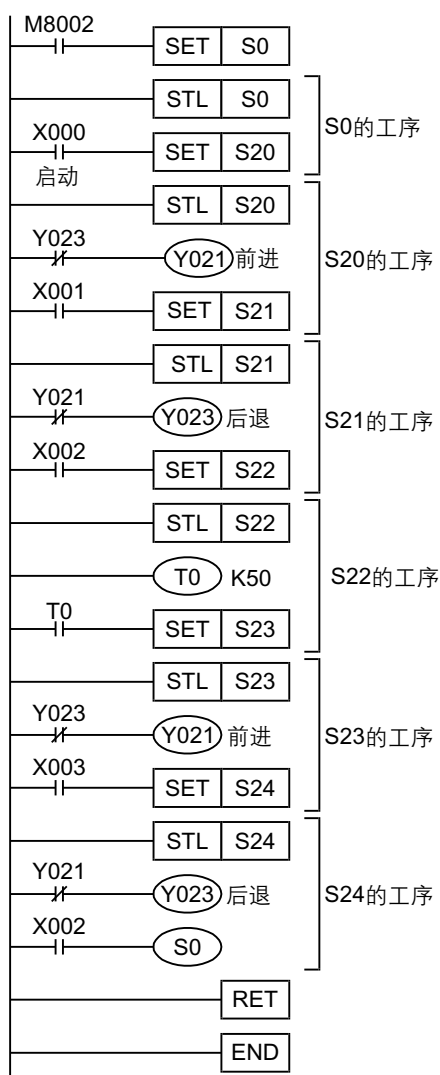 M8002
SET S0
STL S0
S0的工序
X000
SET S20
启动
STL S20
Y023
Y021 前进
S20的工序
X001
SET S21
STL S21
Y021
Y023 后退
S21的工序
X002
SET S22
STL S22
T0 K50
S22的工序
T0
SET S23
STL S23
Y023
Y021 前进
S23的工序
X003
SET S24
STL S24
Y021
Y023 后退
S24的工序
X002
S0
RET
END